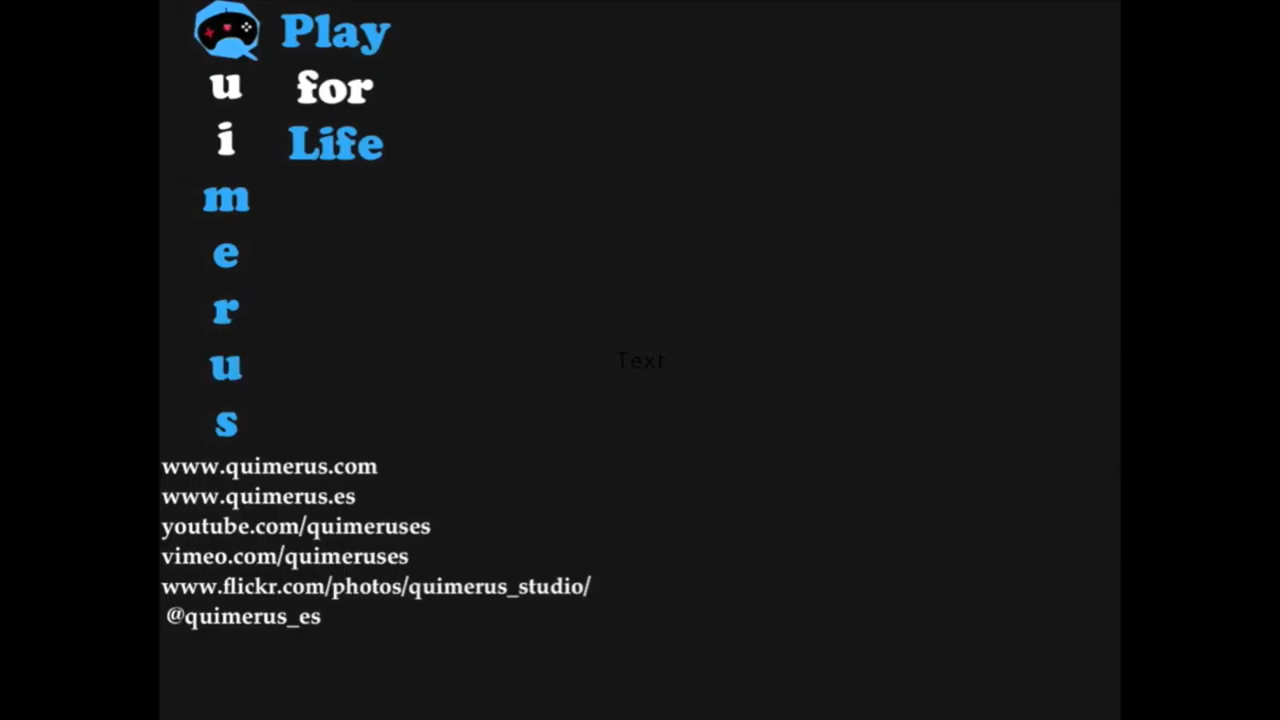 Play
for
Life
u
i
m
e
r
u
s
Text
www.quimerus.com
www.quimerus.es
youtube.com/quimeruses
vimeo.com/quimeruses
www.flickr.com/photos/quimerus_studio/
@quimerus_es